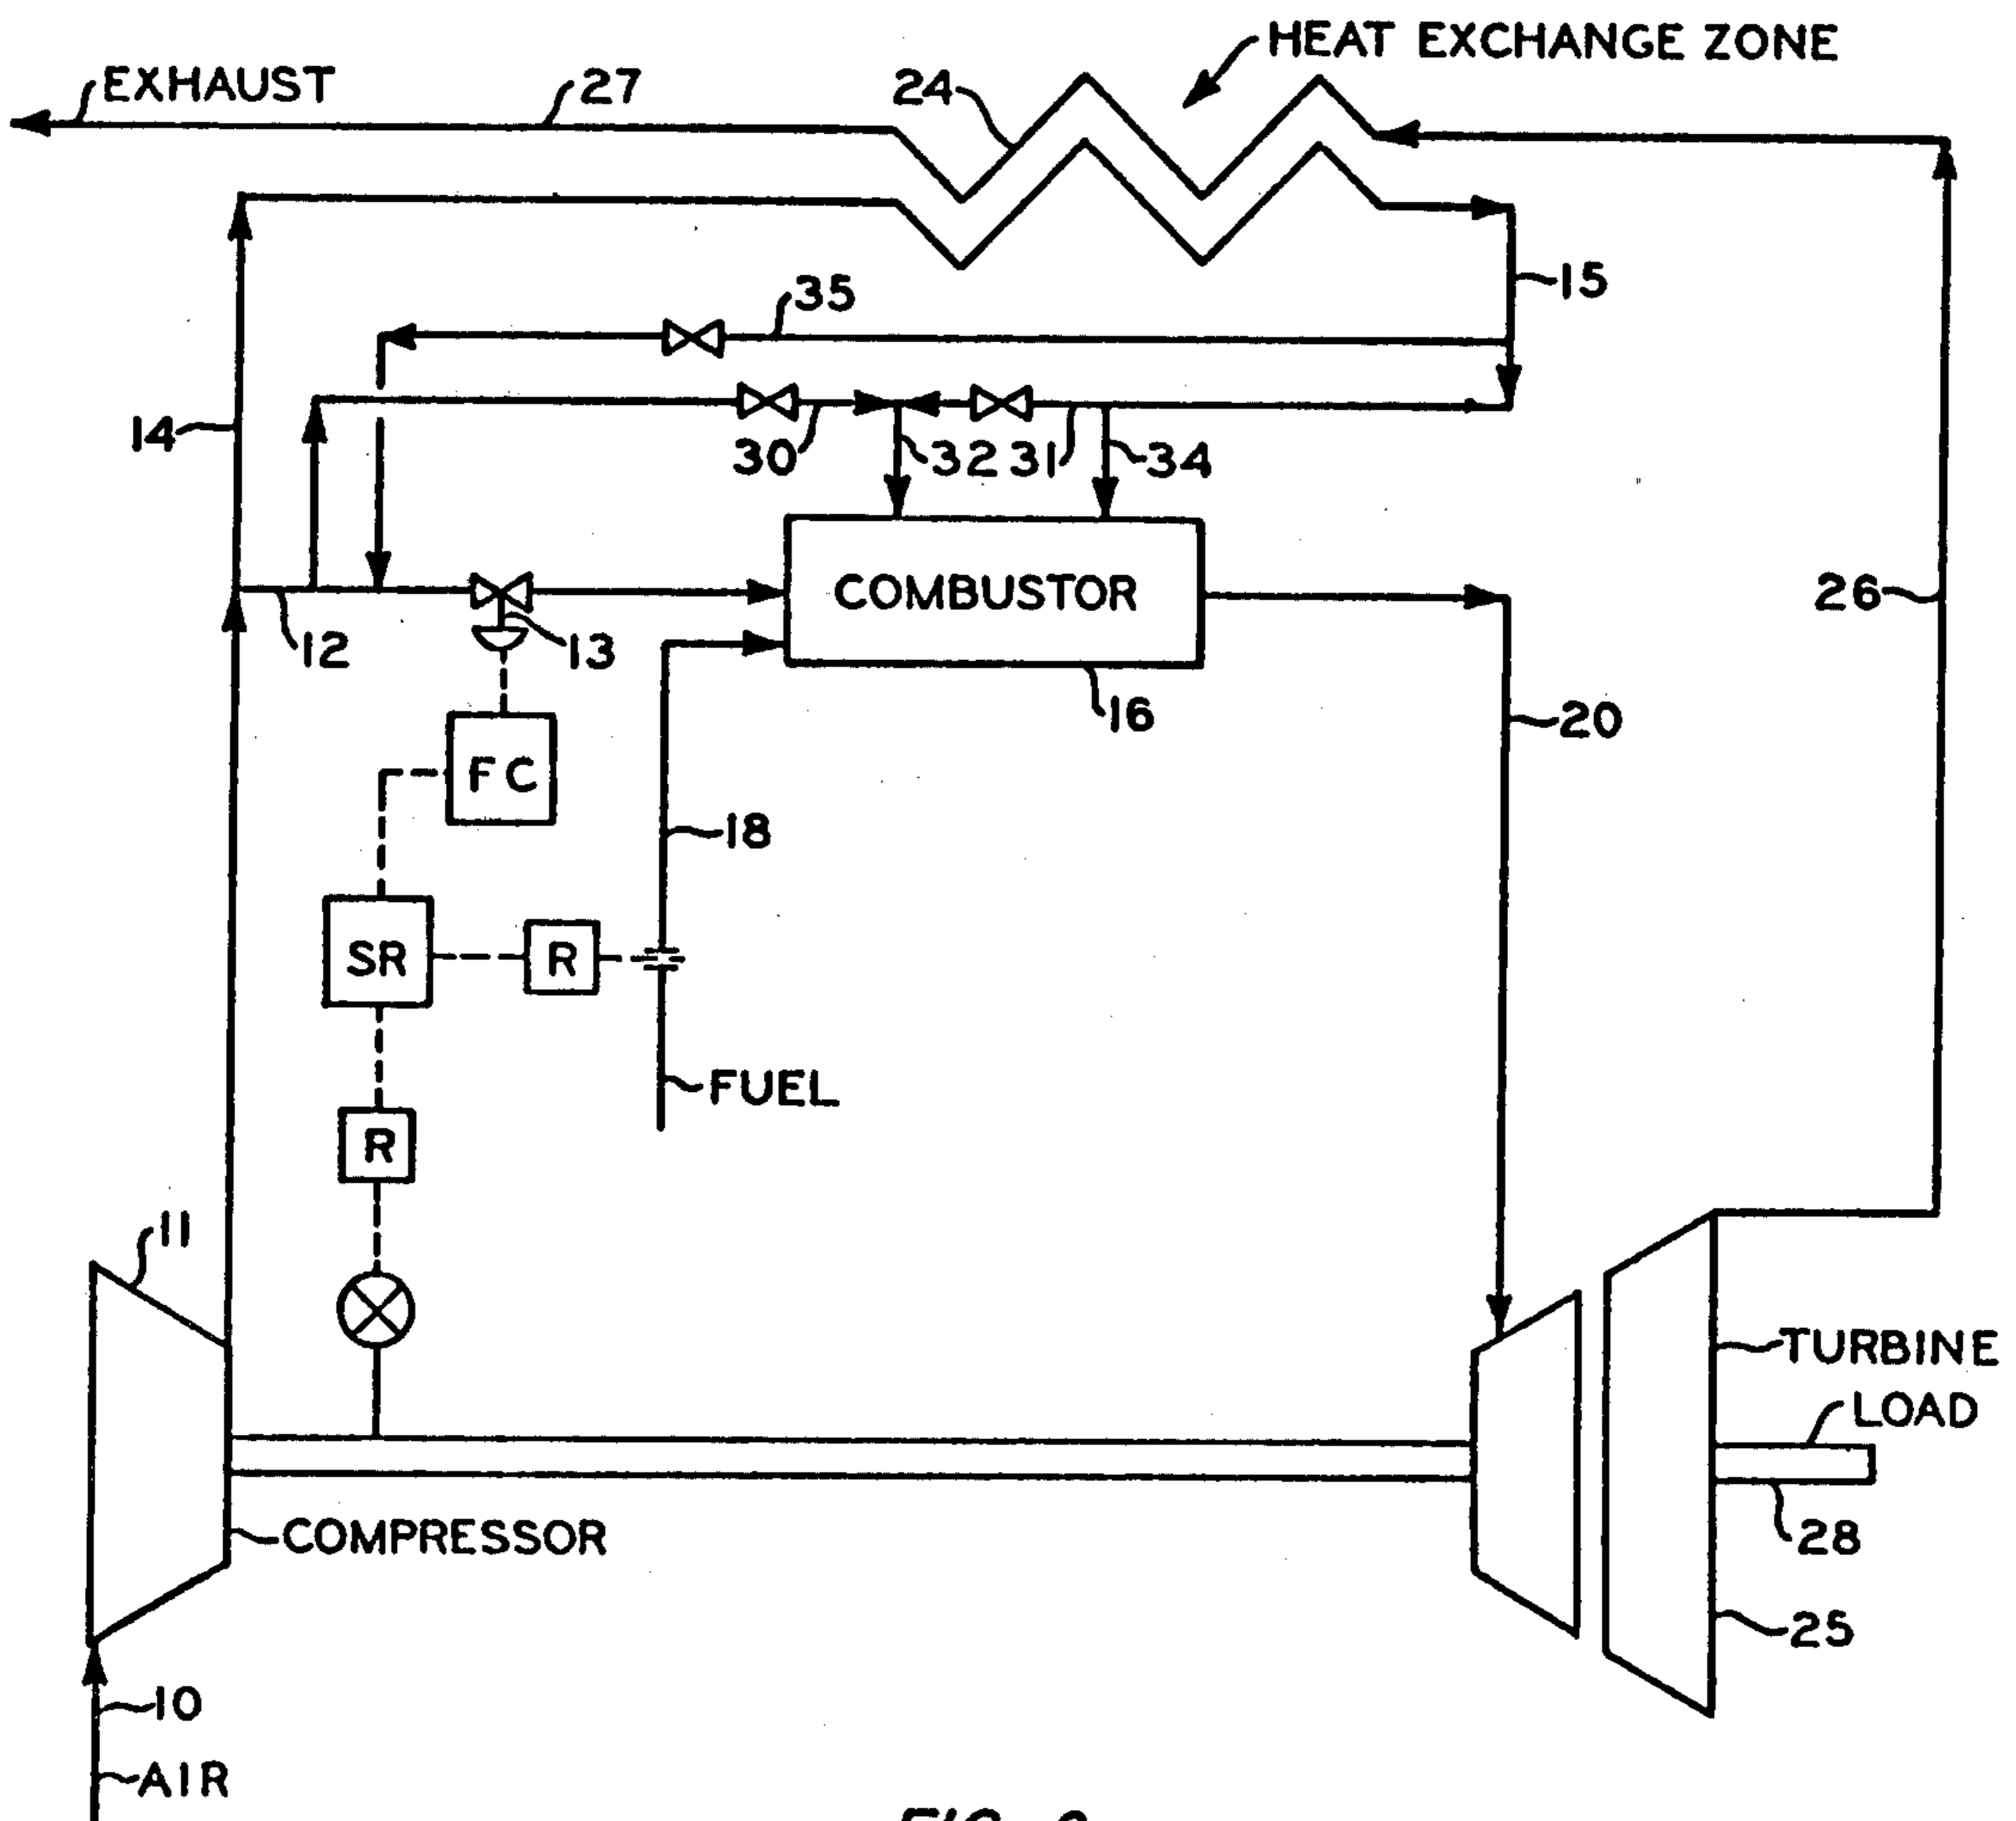 HEAT EXCHANGE ZONE
EXHAUST
27
24
15
35
14
30
32
31
34
COMBUSTOR
26
12
13
16
20
FC
18
SR
R
FUEL
R
11
TURBINE
LOAD
COMPRESSOR
28
25
10
AIR